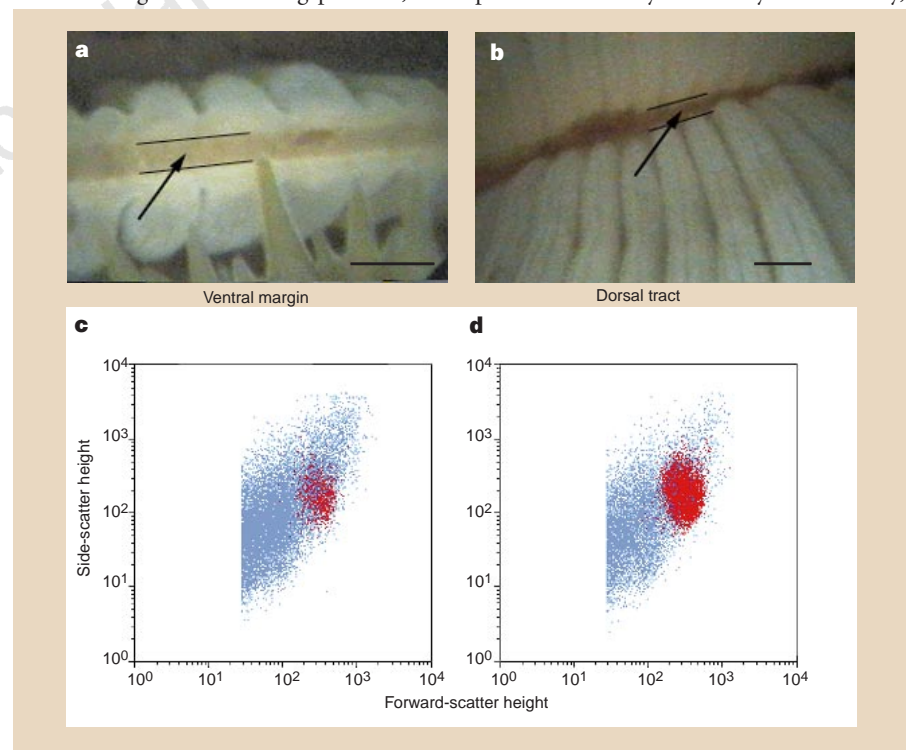 a
b
Ventral margin
Dorsal tract
c
d
10⁴
10³
10²
10¹
10⁰
Side-scatter height
10⁰ 10¹ 10² 10³ 10⁴
10⁴
10³
10²
10¹
10⁰
10⁰ 10¹ 10² 10³ 10⁴
Forward-scatter height